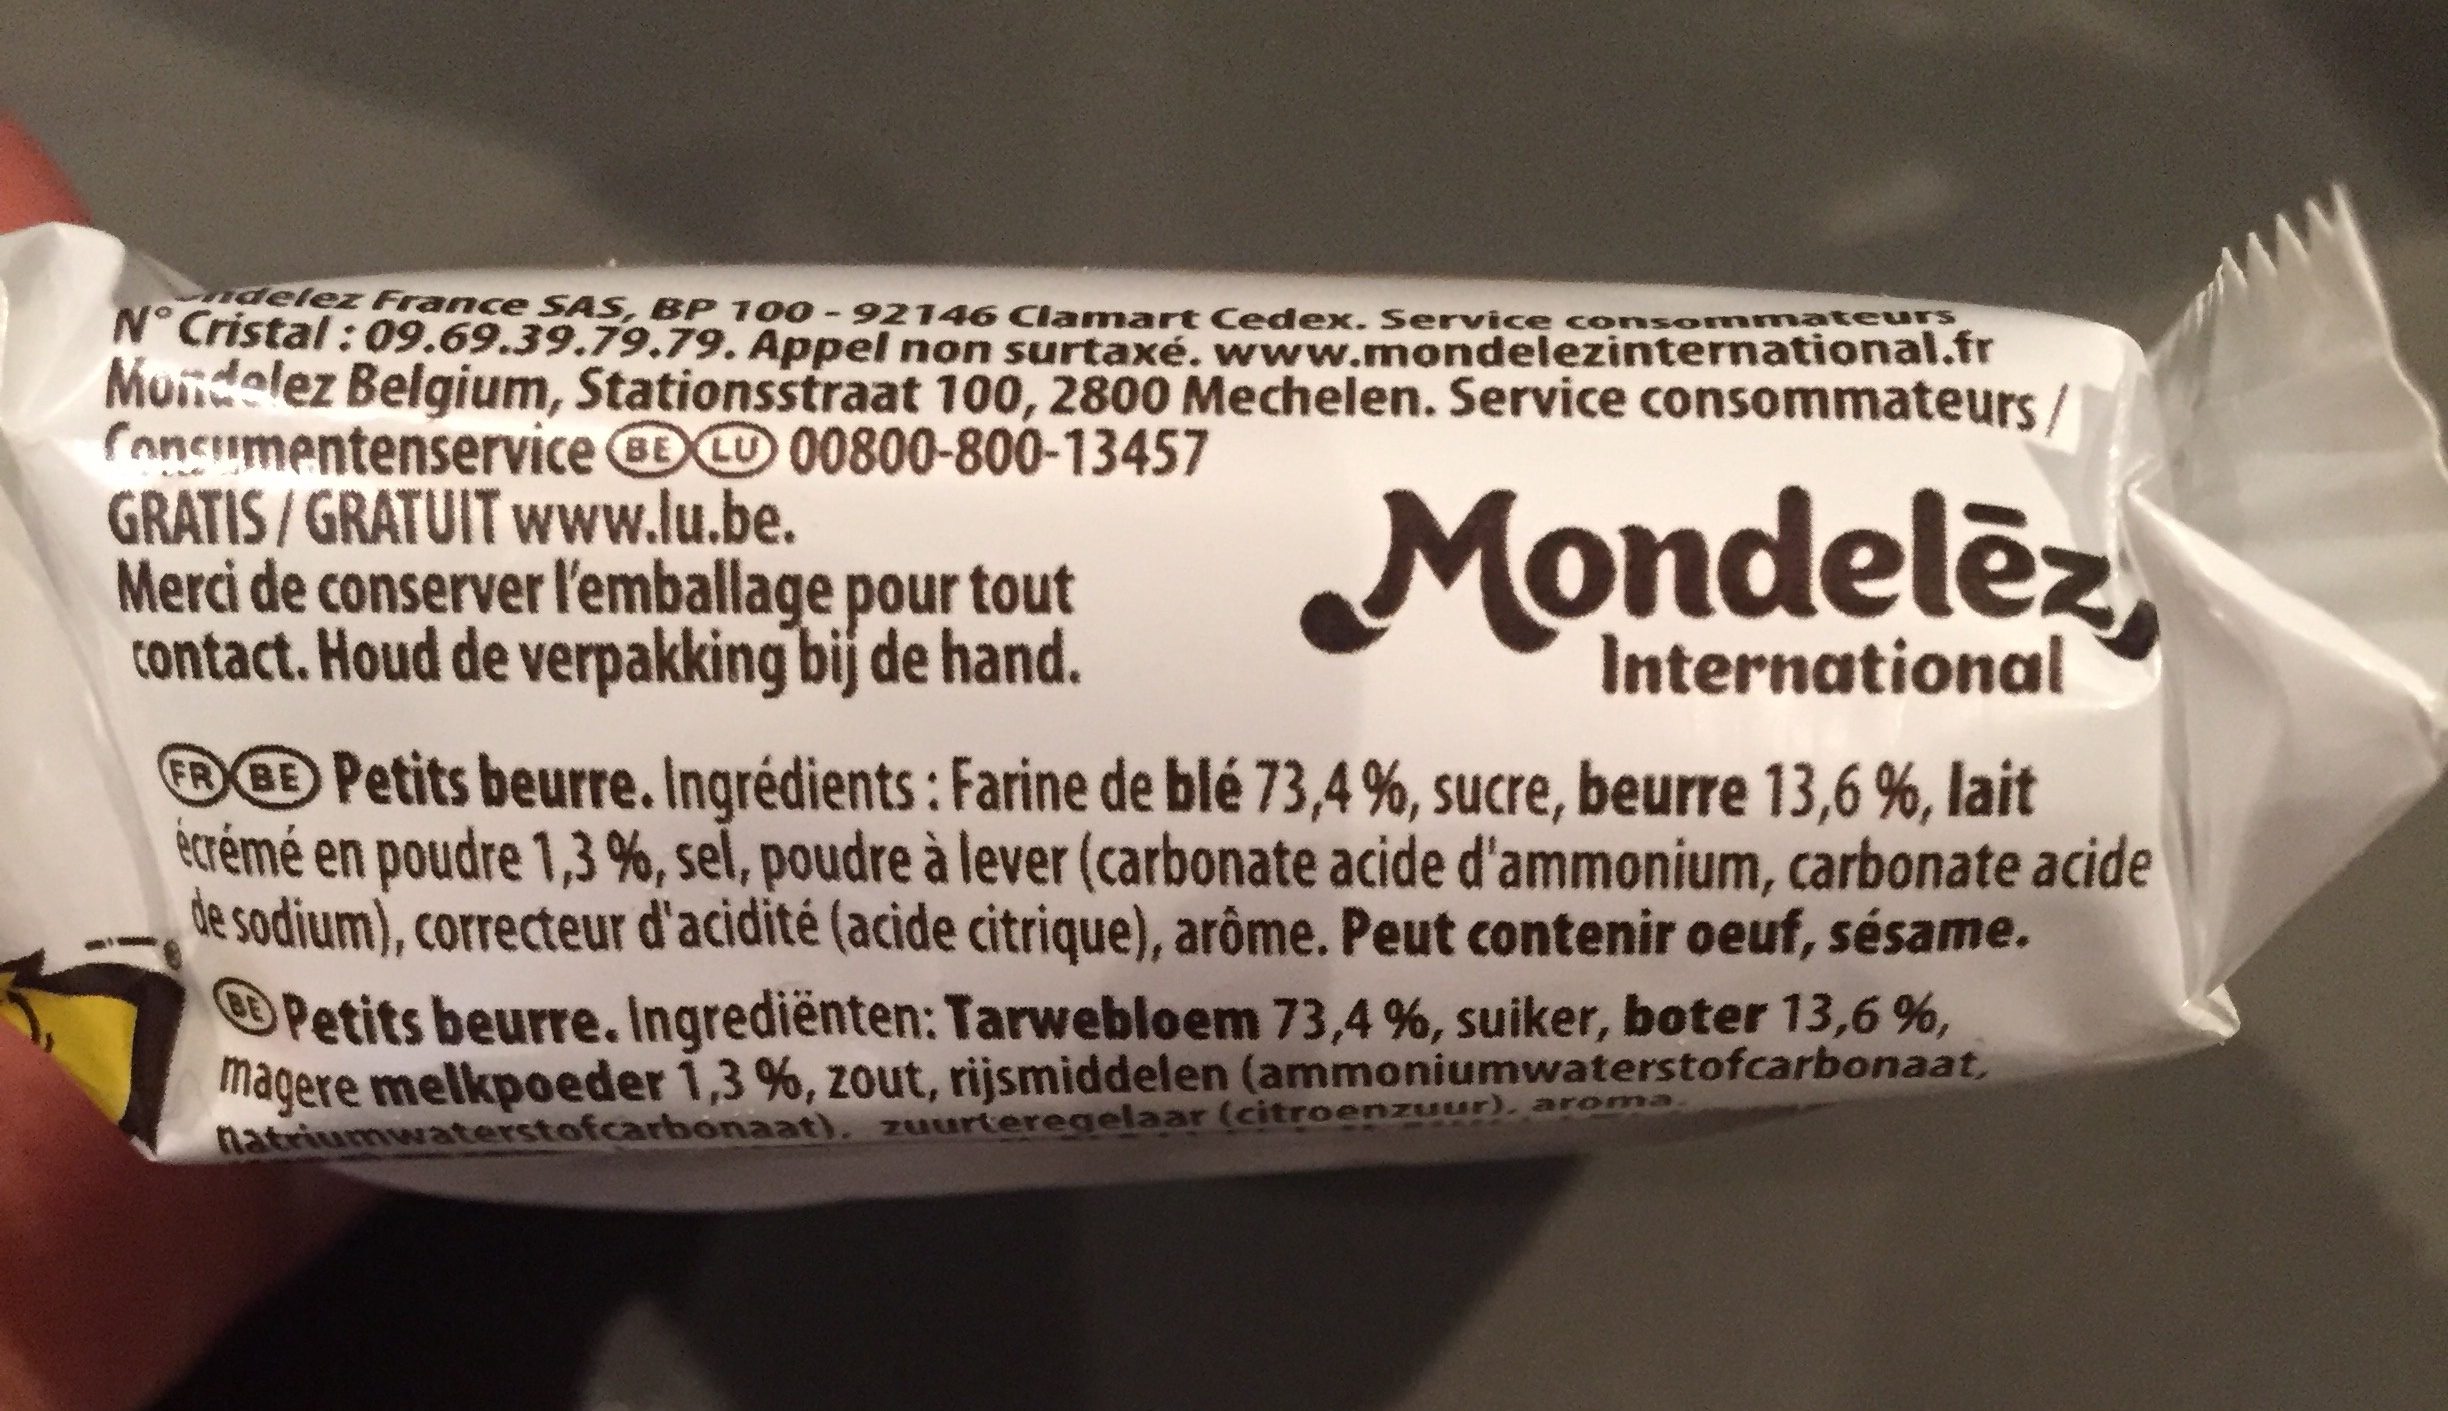 Mondelez France SAS, BP 100 - 92146 Clamart Cedex. Service consommateurs
N° Cristal : 09.69.39.79.79. Appel non surtaxé. www.mondelezinternational.fr
Mondelez Belgium, Stationsstraat 100, 2800 Mechelen. Service consommateurs /
Consumentenservice BE LU 00800-800-13457
GRATIS / GRATUIT www.lu.be.
Merci de conserver l'emballage pour tout
contact. Houd de verpakking bij de hand.
Mondelēz
International
FR BE Petits beurre. Ingrédients : Farine de blé 73,4 %, sucre, beurre 13,6 %, lait
écrémé en poudre 1,3 %, sel, poudre à lever (carbonate acide d'ammonium, carbonate acide
de sodium), correcteur d'acidité (acide citrique), arôme. Peut contenir oeuf, sésame.
BE Petits beurre. Ingrediënten: Tarwebloem 73,4 %, suiker, boter 13,6 %,
magere melkpoeder 1,3 %, zout, rijsmiddelen (ammoniumwaterstofcarbonaat,
natriumwaterstofcarbonaat), zuurteregelaar (citroenzuur), aroma.